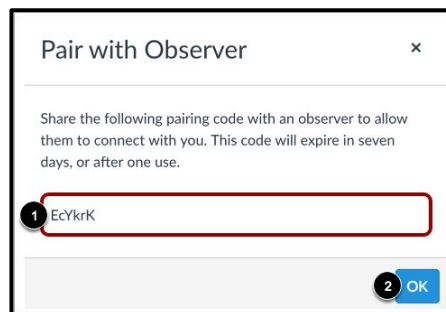 Pair with Observer ×
Share the following pairing code with an observer to allow
them to connect with you. This code will expire in seven
days, or after one use.
1 EcYkrK
2 OK